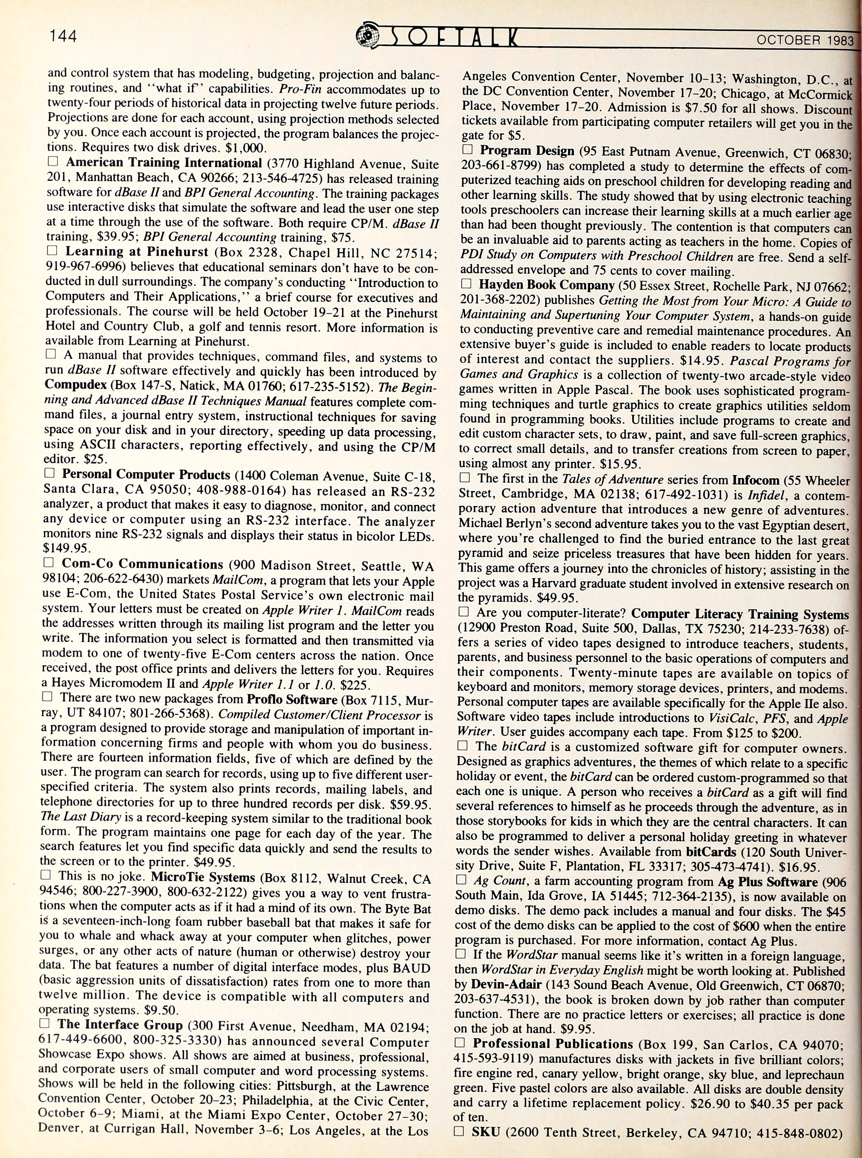 144
SOFTALK
OCTOBER 1983
and control system that has modeling, budgeting, projection and balanc-
ing routines, and "what if" capabilities. Pro-Fin accommodates up to
twenty-four periods of historical data in projecting twelve future periods.
Projections are done for each account, using projection methods selected
by you. Once each account is projected, the program balances the projec-
tions. Requires two disk drives. $1,000.
□ American Training International (3770 Highland Avenue, Suite
201, Manhattan Beach, CA 90266; 213-546-4725) has released training
software for dBase II and BPI General Accounting. The training packages
use interactive disks that simulate the software and lead the user one step
at a time through the use of the software. Both require CP/M. dBase II
training, $39.95; BPI General Accounting training, $75.
□ Learning at Pinehurst (Box 2328, Chapel Hill, NC 27514;
919-967-6996) believes that educational seminars don't have to be con-
ducted in dull surroundings. The company's conducting "Introduction to
Computers and Their Applications," a brief course for executives and
professionals. The course will be held October 19-21 at the Pinehurst
Hotel and Country Club, a golf and tennis resort. More information is
available from Learning at Pinehurst.
□ A manual that provides techniques, command files, and systems to
run dBase II software effectively and quickly has been introduced by
Compudex (Box 147-S, Natick, MA 01760; 617-235-5152). The Begin-
ning and Advanced dBase II Techniques Manual features complete com-
mand files, a journal entry system, instructional techniques for saving
space on your disk and in your directory, speeding up data processing,
using ASCII characters, reporting effectively, and using the CP/M
editor. $25.
□ Personal Computer Products (1400 Coleman Avenue, Suite C-18,
Santa Clara, CA 95050; 408-988-0164) has released an RS-232
analyzer, a product that makes it easy to diagnose, monitor, and connect
any device or computer using an RS-232 interface. The analyzer
monitors nine RS-232 signals and displays their status in bicolor LEDs.
$149.95.
□ Com-Co Communications (900 Madison Street, Seattle, WA
98104; 206-622-6430) markets MailCom, a program that lets your Apple
use E-Com, the United States Postal Service's own electronic mail
system. Your letters must be created on Apple Writer 1. MailCom reads
the addresses written through its mailing list program and the letter you
write. The information you select is formatted and then transmitted via
modem to one of twenty-five E-Com centers across the nation. Once
received, the post office prints and delivers the letters for you. Requires
a Hayes Micromodem II and Apple Writer 1.1 or 1.0. $225.
□ There are two new packages from Proflo Software (Box 7115, Mur-
ray, UT 84107; 801-266-5368). Compiled Customer/Client Processor is
a program designed to provide storage and manipulation of important in-
formation concerning firms and people with whom you do business.
There are fourteen information fields, five of which are defined by the
user. The program can search for records, using up to five different user-
specified criteria. The system also prints records, mailing labels, and
telephone directories for up to three hundred records per disk. $59.95.
The Last Diary is a record-keeping system similar to the traditional book
form. The program maintains one page for each day of the year. The
search features let you find specific data quickly and send the results to
the screen or to the printer. $49.95.
□ This is no joke. MicroTie Systems (Box 8112, Walnut Creek, CA
94546; 800-227-3900, 800-632-2122) gives you a way to vent frustra-
tions when the computer acts as if it had a mind of its own. The Byte Bat
is a seventeen-inch-long foam rubber baseball bat that makes it safe for
you to whale and whack away at your computer when glitches, power
surges, or any other acts of nature (human or otherwise) destroy your
data. The bat features a number of digital interface modes, plus BAUD
(basic aggression units of dissatisfaction) rates from one to more than
twelve million. The device is compatible with all computers and
operating systems. $9.50.
□ The Interface Group (300 First Avenue, Needham, MA 02194;
617-449-6600, 800-325-3330) has announced several Computer
Showcase Expo shows. All shows are aimed at business, professional,
and corporate users of small computer and word processing systems.
Shows will be held in the following cities: Pittsburgh, at the Lawrence
Convention Center, October 20-23; Philadelphia, at the Civic Center,
October 6-9; Miami, at the Miami Expo Center, October 27-30;
Denver, at Currigan Hall, November 3-6; Los Angeles, at the Los
Angeles Convention Center, November 10-13; Washington, D.C., at
the DC Convention Center, November 17-20; Chicago, at McCormick
Place, November 17-20. Admission is $7.50 for all shows. Discount
tickets available from participating computer retailers will get you in the
gate for $5.
□ Program Design (95 East Putnam Avenue, Greenwich, CT 06830;
203-661-8799) has completed a study to determine the effects of com-
puterized teaching aids on preschool children for developing reading and
other learning skills. The study showed that by using electronic teaching
tools preschoolers can increase their learning skills at a much earlier age
than had been thought previously. The contention is that computers can
be an invaluable aid to parents acting as teachers in the home. Copies of
PDI Study on Computers with Preschool Children are free. Send a self-
addressed envelope and 75 cents to cover mailing.
□ Hayden Book Company (50 Essex Street, Rochelle Park, NJ 07662;
201-368-2202) publishes Getting the Most from Your Micro: A Guide to
Maintaining and Supertuning Your Computer System, a hands-on guide
to conducting preventive care and remedial maintenance procedures. An
extensive buyer's guide is included to enable readers to locate products
of interest and contact the suppliers. $14.95. Pascal Programs for
Games and Graphics is a collection of twenty-two arcade-style video
games written in Apple Pascal. The book uses sophisticated program-
ming techniques and turtle graphics to create graphics utilities seldom
found in programming books. Utilities include programs to create and
edit custom character sets, to draw, paint, and save full-screen graphics,
to correct small details, and to transfer creations from screen to paper,
using almost any printer. $15.95.
□ The first in the Tales of Adventure series from Infocom (55 Wheeler
Street, Cambridge, MA 02138; 617-492-1031) is Infidel, a contem-
porary action adventure that introduces a new genre of adventures.
Michael Berlyn's second adventure takes you to the vast Egyptian desert,
where you're challenged to find the buried entrance to the last great
pyramid and seize priceless treasures that have been hidden for years.
This game offers a journey into the chronicles of history; assisting in the
project was a Harvard graduate student involved in extensive research on
the pyramids. $49.95.
□ Are you computer-literate? Computer Literacy Training Systems
(12900 Preston Road, Suite 500, Dallas, TX 75230; 214-233-7638) of-
fers a series of video tapes designed to introduce teachers, students,
parents, and business personnel to the basic operations of computers and
their components. Twenty-minute tapes are available on topics of
keyboard and monitors, memory storage devices, printers, and modems.
Personal computer tapes are available specifically for the Apple IIe also.
Software video tapes include introductions to VisiCalc, PFS, and Apple
Writer. User guides accompany each tape. From $125 to $200.
□ The bitCard is a customized software gift for computer owners.
Designed as graphics adventures, the themes of which relate to a specific
holiday or event, the bitCard can be ordered custom-programmed so that
each one is unique. A person who receives a bitCard as a gift will find
several references to himself as he proceeds through the adventure, as in
those storybooks for kids in which they are the central characters. It can
also be programmed to deliver a personal holiday greeting in whatever
words the sender wishes. Available from bitCards (120 South Univer-
sity Drive, Suite F, Plantation, FL 33317; 305-473-4741). $16.95.
□ Ag Count, a farm accounting program from Ag Plus Software (906
South Main, Ida Grove, IA 51445; 712-364-2135), is now available on
demo disks. The demo pack includes a manual and four disks. The $45
cost of the demo disks can be applied to the cost of $600 when the entire
program is purchased. For more information, contact Ag Plus.
□ If the WordStar manual seems like it's written in a foreign language,
then WordStar in Everyday English might be worth looking at. Published
by Devin-Adair (143 Sound Beach Avenue, Old Greenwich, CT 06870;
203-637-4531), the book is broken down by job rather than computer
function. There are no practice letters or exercises; all practice is done
on the job at hand. $9.95.
□ Professional Publications (Box 199, San Carlos, CA 94070;
415-593-9119) manufactures disks with jackets in five brilliant colors;
fire engine red, canary yellow, bright orange, sky blue, and leprechaun
green. Five pastel colors are also available. All disks are double density
and carry a lifetime replacement policy. $26.90 to $40.35 per pack
of ten.
□ SKU (2600 Tenth Street, Berkeley, CA 94710; 415-848-0802)